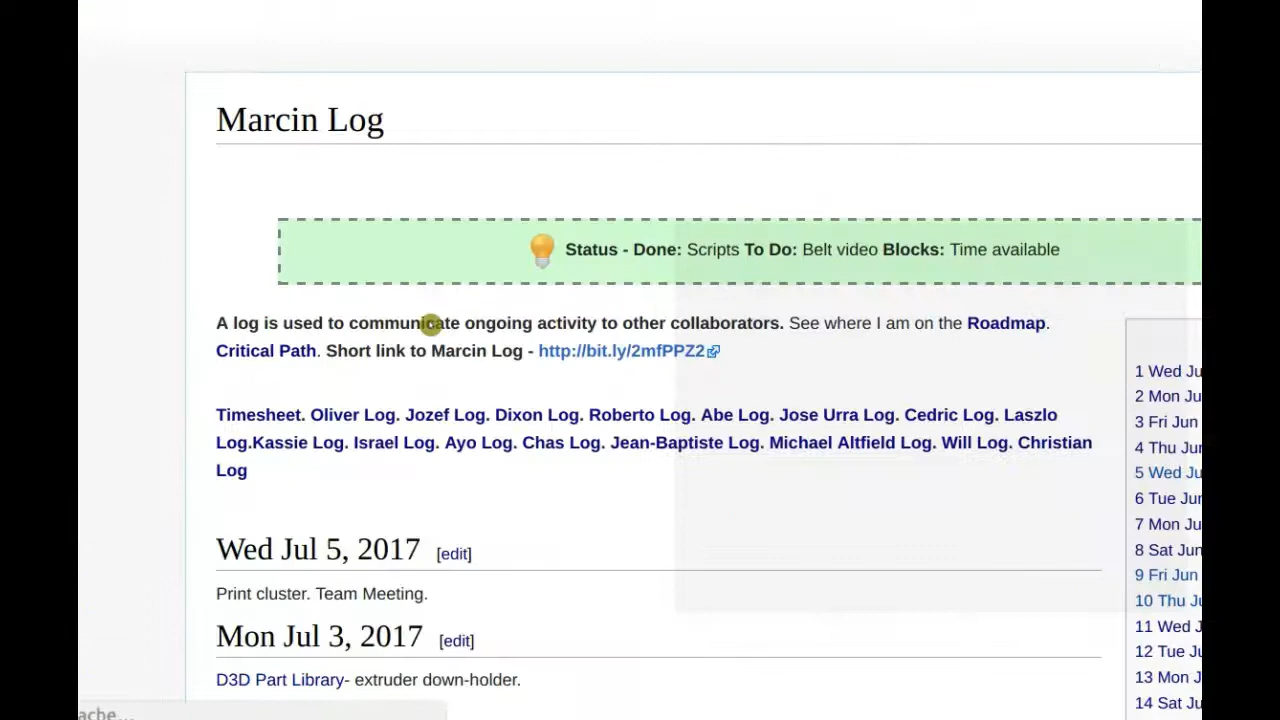 Marcin Log
Status - Done: Scripts To Do: Belt video Blocks: Time available
A log is used to communicate ongoing activity to other collaborators. See where I am on the Roadmap.
Critical Path. Short link to Marcin Log - http://bit.ly/2mfPPZ2
Timesheet. Oliver Log. Jozef Log. Dixon Log. Roberto Log. Abe Log. Jose Urra Log. Cedric Log. Laszlo
Log.Kassie Log. Israel Log. Ayo Log. Chas Log. Jean-Baptiste Log. Michael Altfield Log. Will Log. Christian
Log
Wed Jul 5, 2017 [edit]
Print cluster. Team Meeting.
Mon Jul 3, 2017 [edit]
D3D Part Library- extruder down-holder.
1 Wed Ju
2 Mon Ju
3 Fri Jun
4 Thu Jun
5 Wed Ju
6 Tue Jun
7 Mon Ju
8 Sat Jun
9 Fri Jun
10 Thu Ju
11 Wed J
12 Tue Ju
13 Mon J
14 Sat Ju
ache...